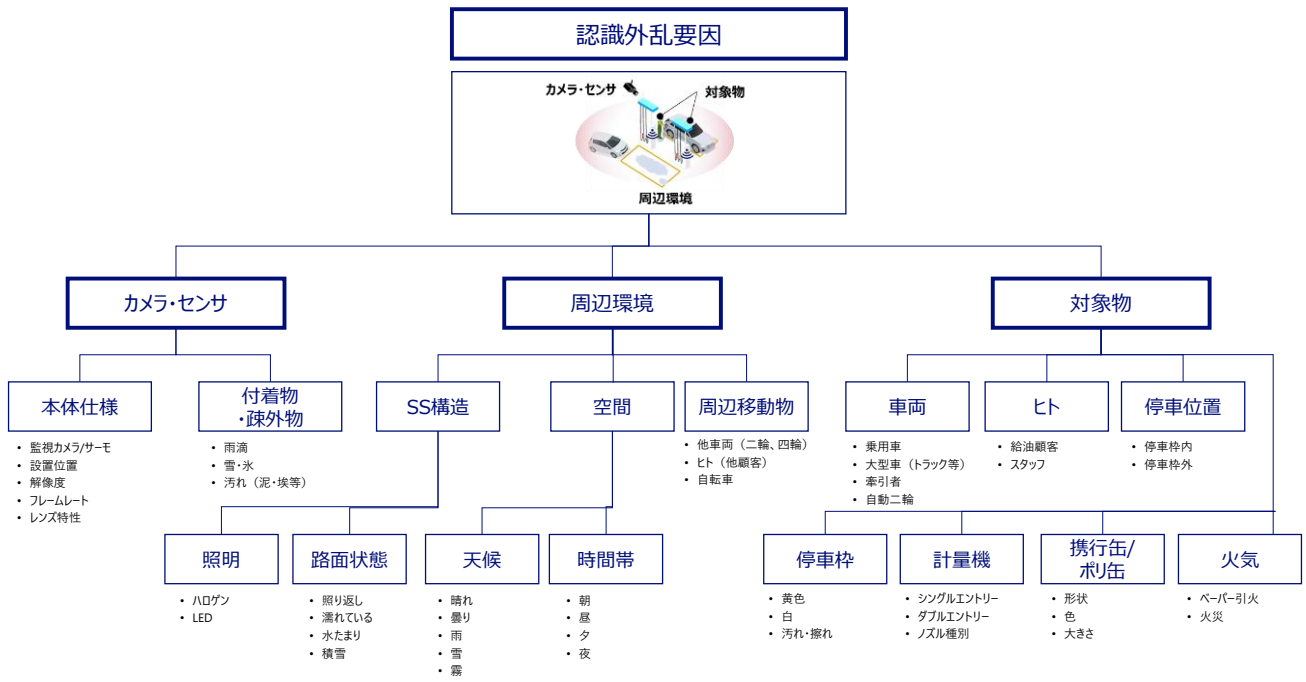 認識外乱要因
カメラ・センサ
対象物
周辺環境
カメラ・センサ
周辺環境
対象物
本体仕様
・監視カメラ/サーモ
・設置位置
・解像度
・フレームレート
・レンズ特性
付着物
・疎外物
・雨滴
・雪・氷
・汚れ（泥・埃等）
SS構造
空間
周辺移動物
・他車両（二輪、四輪）
・ヒト（他顧客）
・自転車
車両
・乗用車
・大型車（トラック等）
・牽引者
・自動二輪
ヒト
・給油顧客
・スタッフ
停車位置
・停車枠内
・停車枠外
照明
・ハロゲン
・LED
路面状態
・照り返し
・濡れている
・水たまり
・積雪
天候
・晴れ
・曇り
・雨
・雪
・霧
時間帯
・朝
・昼
・夕
・夜
停車枠
・黄色
・白
・汚れ・擦れ
計量機
・シングルエントリー
・ダブルエントリー
・ノズル種別
携行缶/
ポリ缶
・形状
・色
・大きさ
火気
・ベーパー引火
・火災